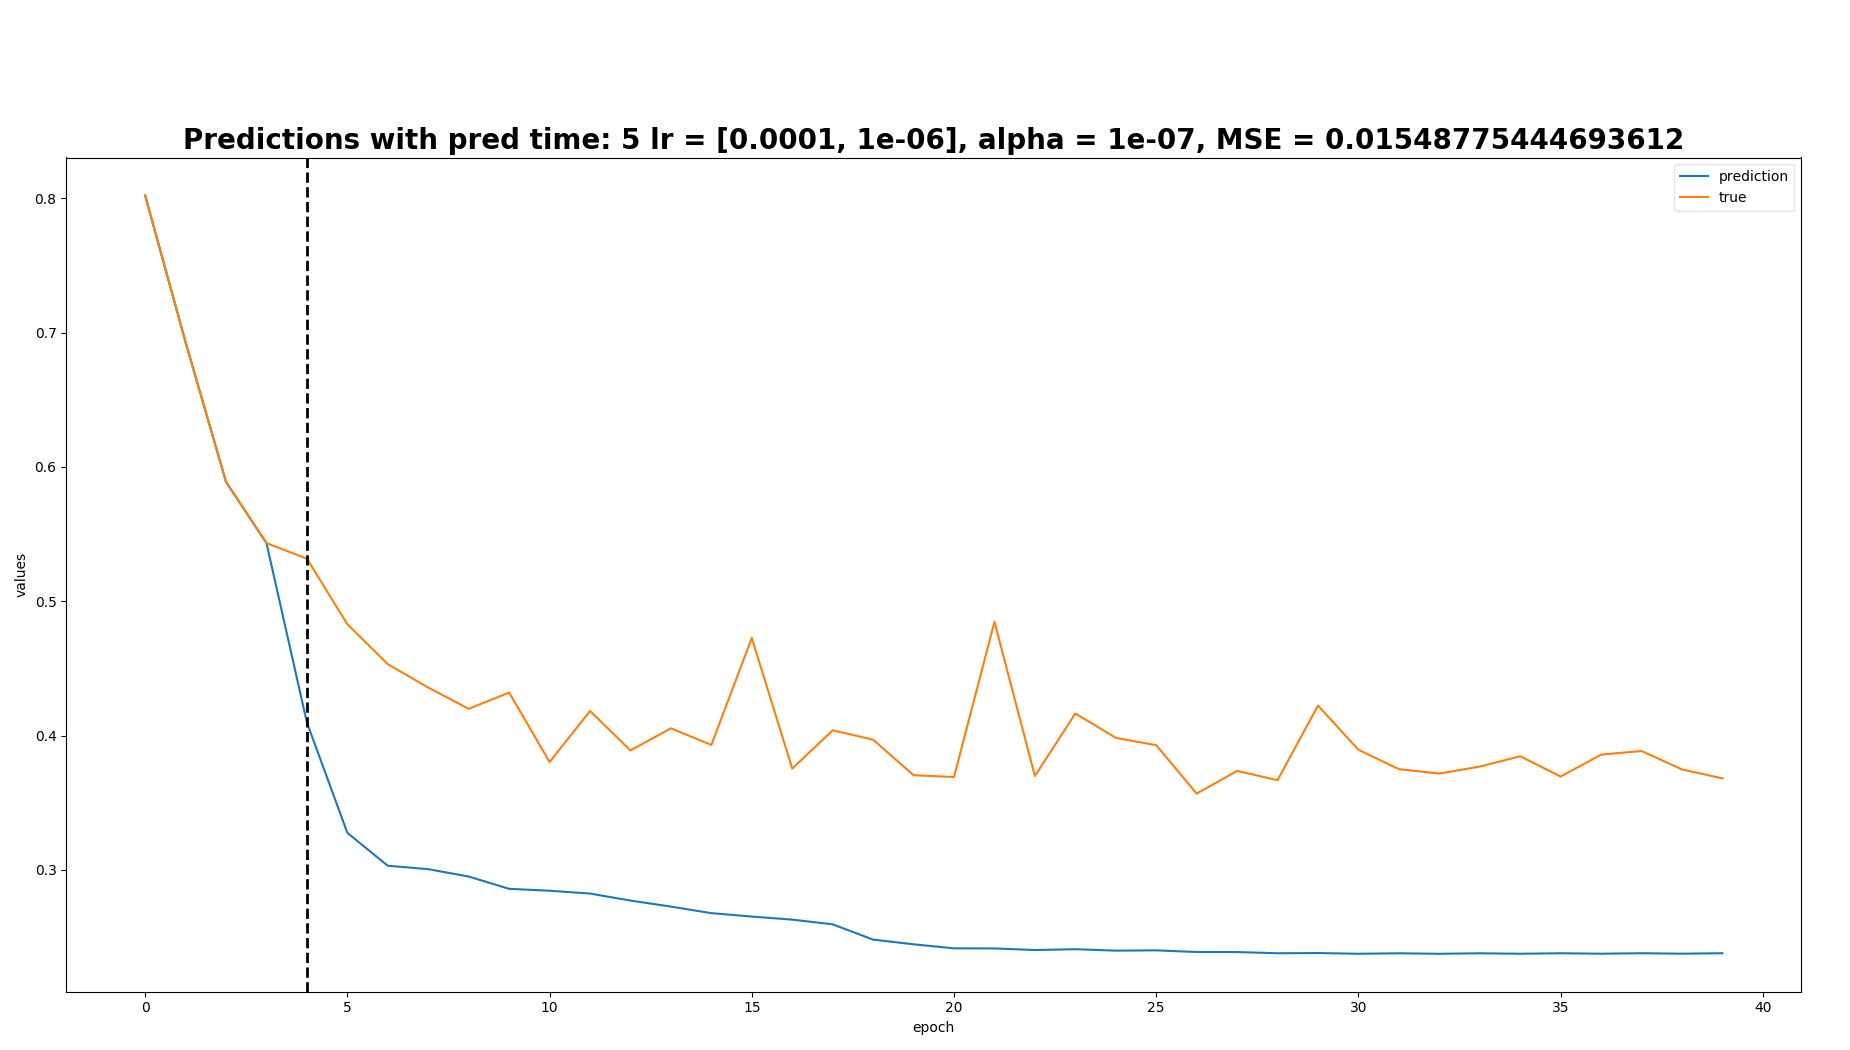 Predictions with pred time: 5 lr = [0.0001, 1e-06], alpha = 1e-07, MSE = 0.01548775444693612
prediction
true
0.8
0.7
0.6
0.5
0.4
0.3
values
0 5 10 15 20 25 30 35 40
epoch